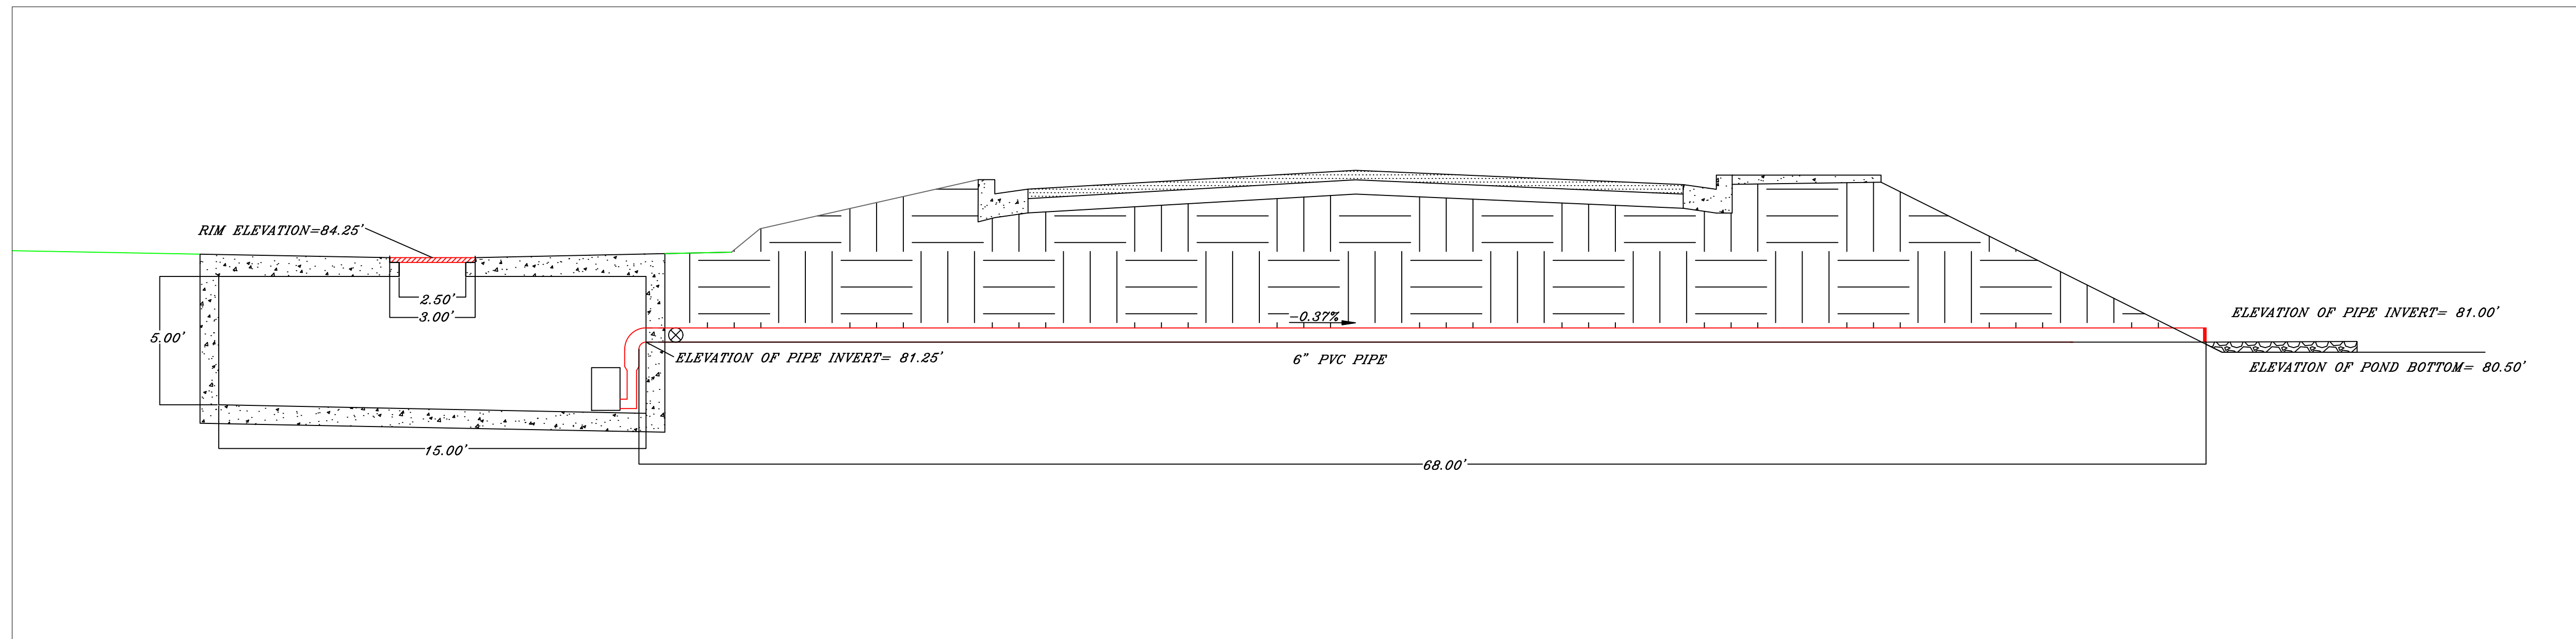 RIM ELEVATION=84.25'
2.50'
3.00'
5.00'
-0.37%
ELEVATION OF PIPE INVERT= 81.00'
ELEVATION OF PIPE INVERT= 81.25'
6" PVC PIPE
ELEVATION OF POND BOTTOM= 80.50'
15.00'
68.00'